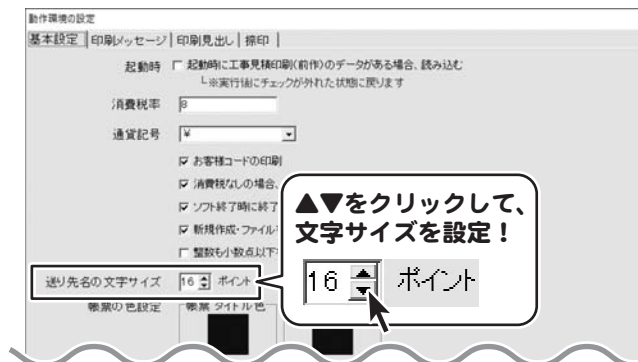 動作環境の設定
基本設定 印刷メッセージ 印刷見出し 捺印
起動時 起動時に工事見積印刷(前作)のデータがある場合、読み込む
└※実行後にチェックが外れた状態に戻ります
消費税率 8
通貨記号 ¥
お客様コードの印刷
消費税なしの場合、
ソフト終了時に終了
新規作成・ファイル
整数も小数点以下
▲▼をクリックして、
文字サイズを設定！
送り先名の文字サイズ 16 ポイント
16 ポイント
帳票の色設定 帳票 タイトル色